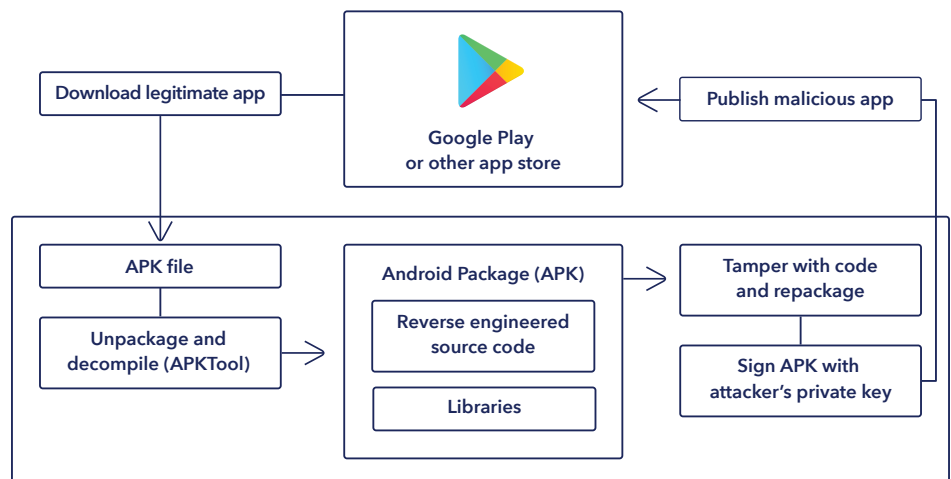 Download legitimate app
Google Play
or other app store
Publish malicious app
APK file
Unpackage and
decompile (APKTool)
Android Package (APK)
Reverse engineered
source code
Libraries
Tamper with code
and repackage
Sign APK with
attacker’s private key